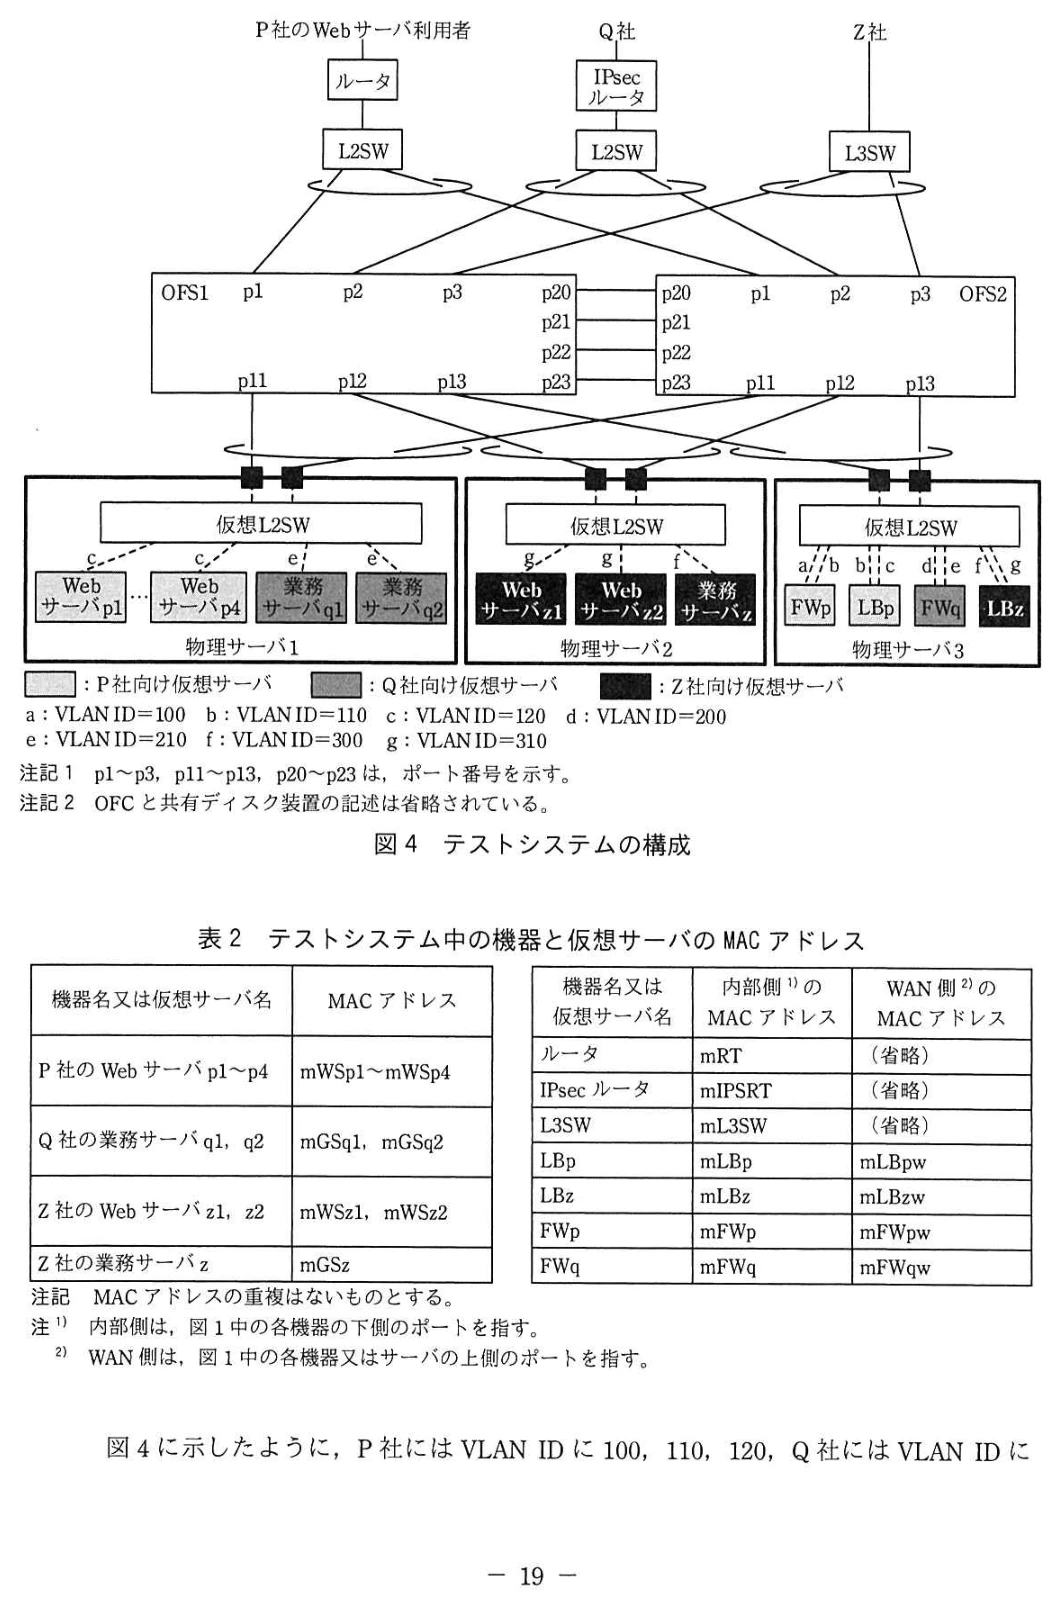 P社のWebサーバ利用者 Q社 Z社
ルータ IPsec ルータ
L2SW L2SW L3SW
OFS1 p1 p2 p3 p20 p20 p1 p2 p3 OFS2
p21 p21
p22 p22
p11 p12 p13 p23 p23 p11 p12 p13
仮想L2SW 仮想L2SW 仮想L2SW
c c e e g g f a b b c d e f g
Webサーバp1 … Webサーバp4 業務サーバq1 業務サーバq2 Webサーバz1 Webサーバz2 業務サーバz FWp LBp FWq LBz
物理サーバ1 物理サーバ2 物理サーバ3
：P社向け仮想サーバ ：Q社向け仮想サーバ ：Z社向け仮想サーバ
a：VLAN ID＝100 b：VLAN ID＝110 c：VLAN ID＝120 d：VLAN ID＝200
e：VLAN ID＝210 f：VLAN ID＝300 g：VLAN ID＝310
注記1 p1～p3，p11～p13，p20～p23は，ポート番号を示す。
注記2 OFCと共有ディスク装置の記述は省略されている。
図4 テストシステムの構成
表2 テストシステム中の機器と仮想サーバのMACアドレス
機器名又は仮想サーバ名 MACアドレス
P社のWebサーバp1～p4 mWSp1～mWSp4
Q社の業務サーバq1，q2 mGSq1，mGSq2
Z社のWebサーバz1，z2 mWSz1，mWSz2
Z社の業務サーバz mGSz
機器名又は仮想サーバ名 内部側1)のMACアドレス WAN側2)のMACアドレス
ルータ mRT （省略）
IPsecルータ mIPSRT （省略）
L3SW mL3SW （省略）
LBp mLBp mLBpw
LBz mLBz mLBzw
FWp mFWp mFWpw
FWq mFWq mFWqw
注記 MACアドレスの重複はないものとする。
注1) 内部側は，図1中の各機器の下側のポートを指す。
2) WAN側は，図1中の各機器又はサーバの上側のポートを指す。
図4に示したように，P社にはVLAN IDに100，110，120，Q社にはVLAN IDに
－ 19 －